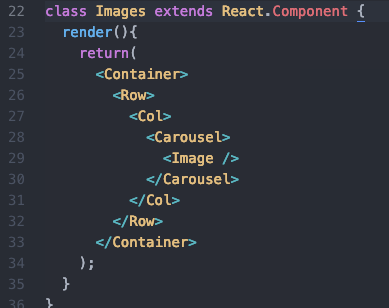 22 class Images extends React.Component {
23   render(){
24     return(
25       <Container>
26         <Row>
27           <Col>
28             <Carousel>
29               <Image />
30             </Carousel>
31           </Col>
32         </Row>
33       </Container>
34     );
35   }
36 }